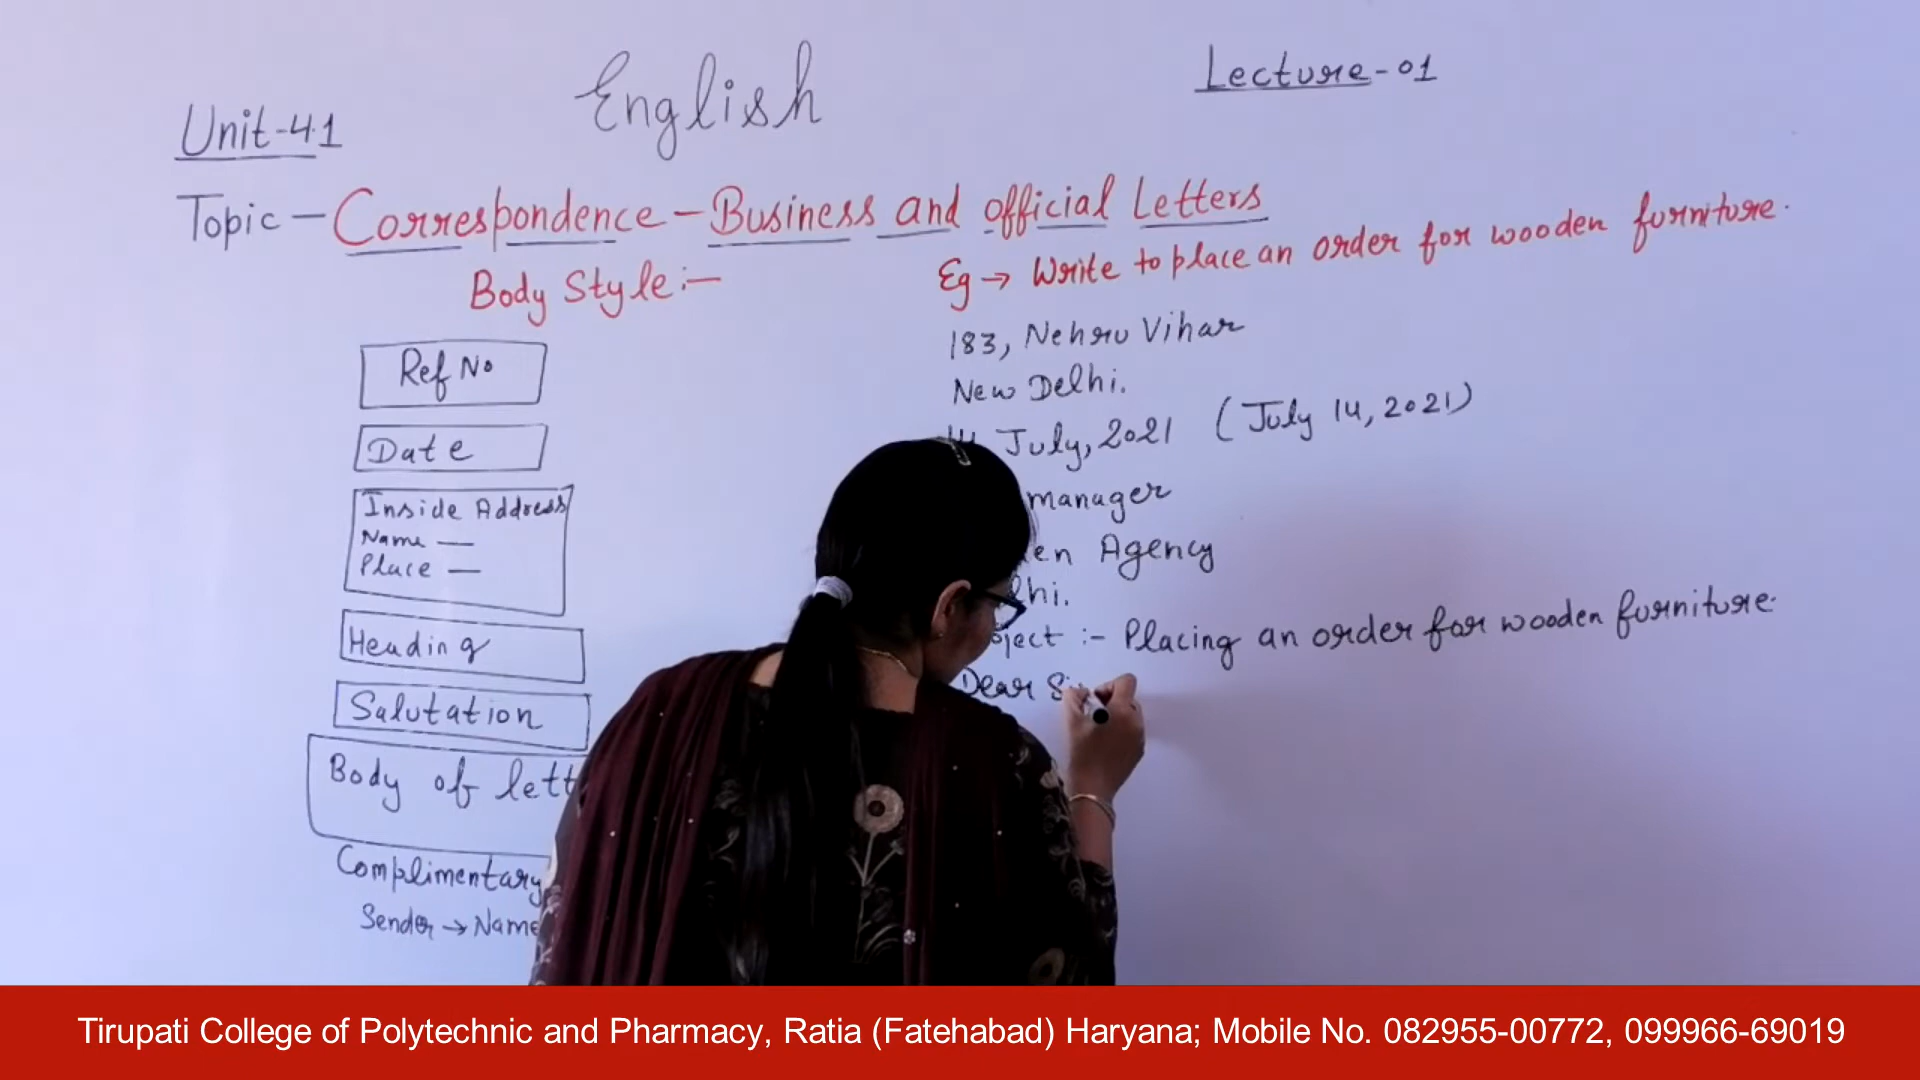 English
Lecture-01
Unit-4.1
Topic - Correspondence - Business and official Letters
Body Style :-
Eg → Write to place an order for wooden furniture.
Ref No
Date
Inside Address
Name —
Place —
Heading
Salutation
Body of lett
Complimentary
Sender → Name
183, Nehru Vihar
New Delhi.
July, 2021 (July 14, 2021)
manager
Agency
:- Placing an order for wooden furniture.
Dear
Tirupati College of Polytechnic and Pharmacy, Ratia (Fatehabad) Haryana; Mobile No. 082955-00772, 099966-69019